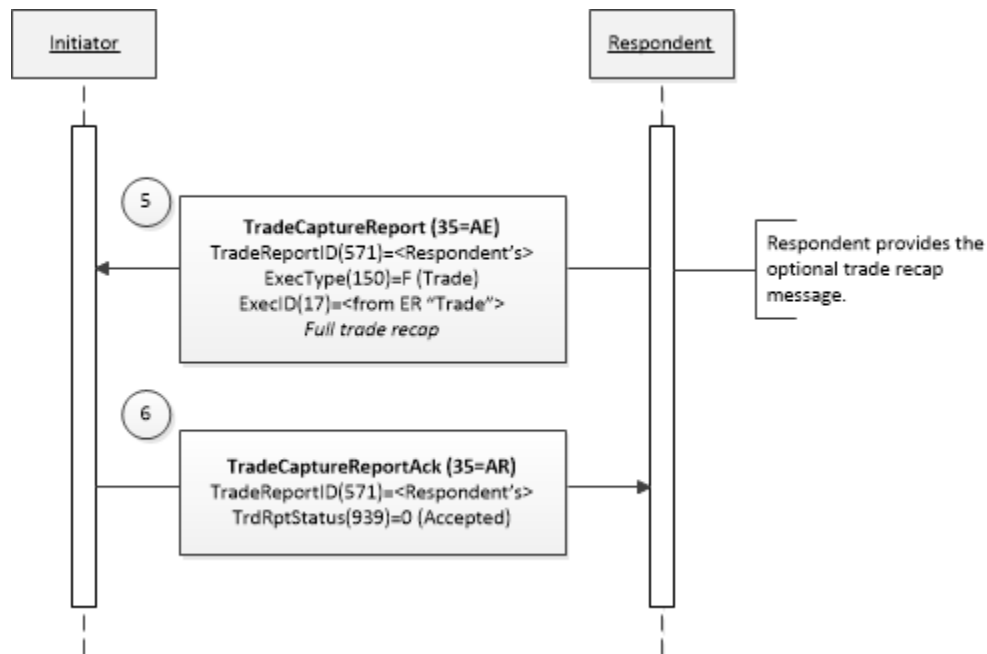 Initiator
Respondent
5
TradeCaptureReport (35=AE)
TradeReportID(571)=<Respondent's>
ExecType(150)=F (Trade)
ExecID(17)=<from ER “Trade”>
Full trade recap
Respondent provides the
optional trade recap
message.
6
TradeCaptureReportAck (35=AR)
TradeReportID(571)=<Respondent's>
TrdRptStatus(939)=0 (Accepted)